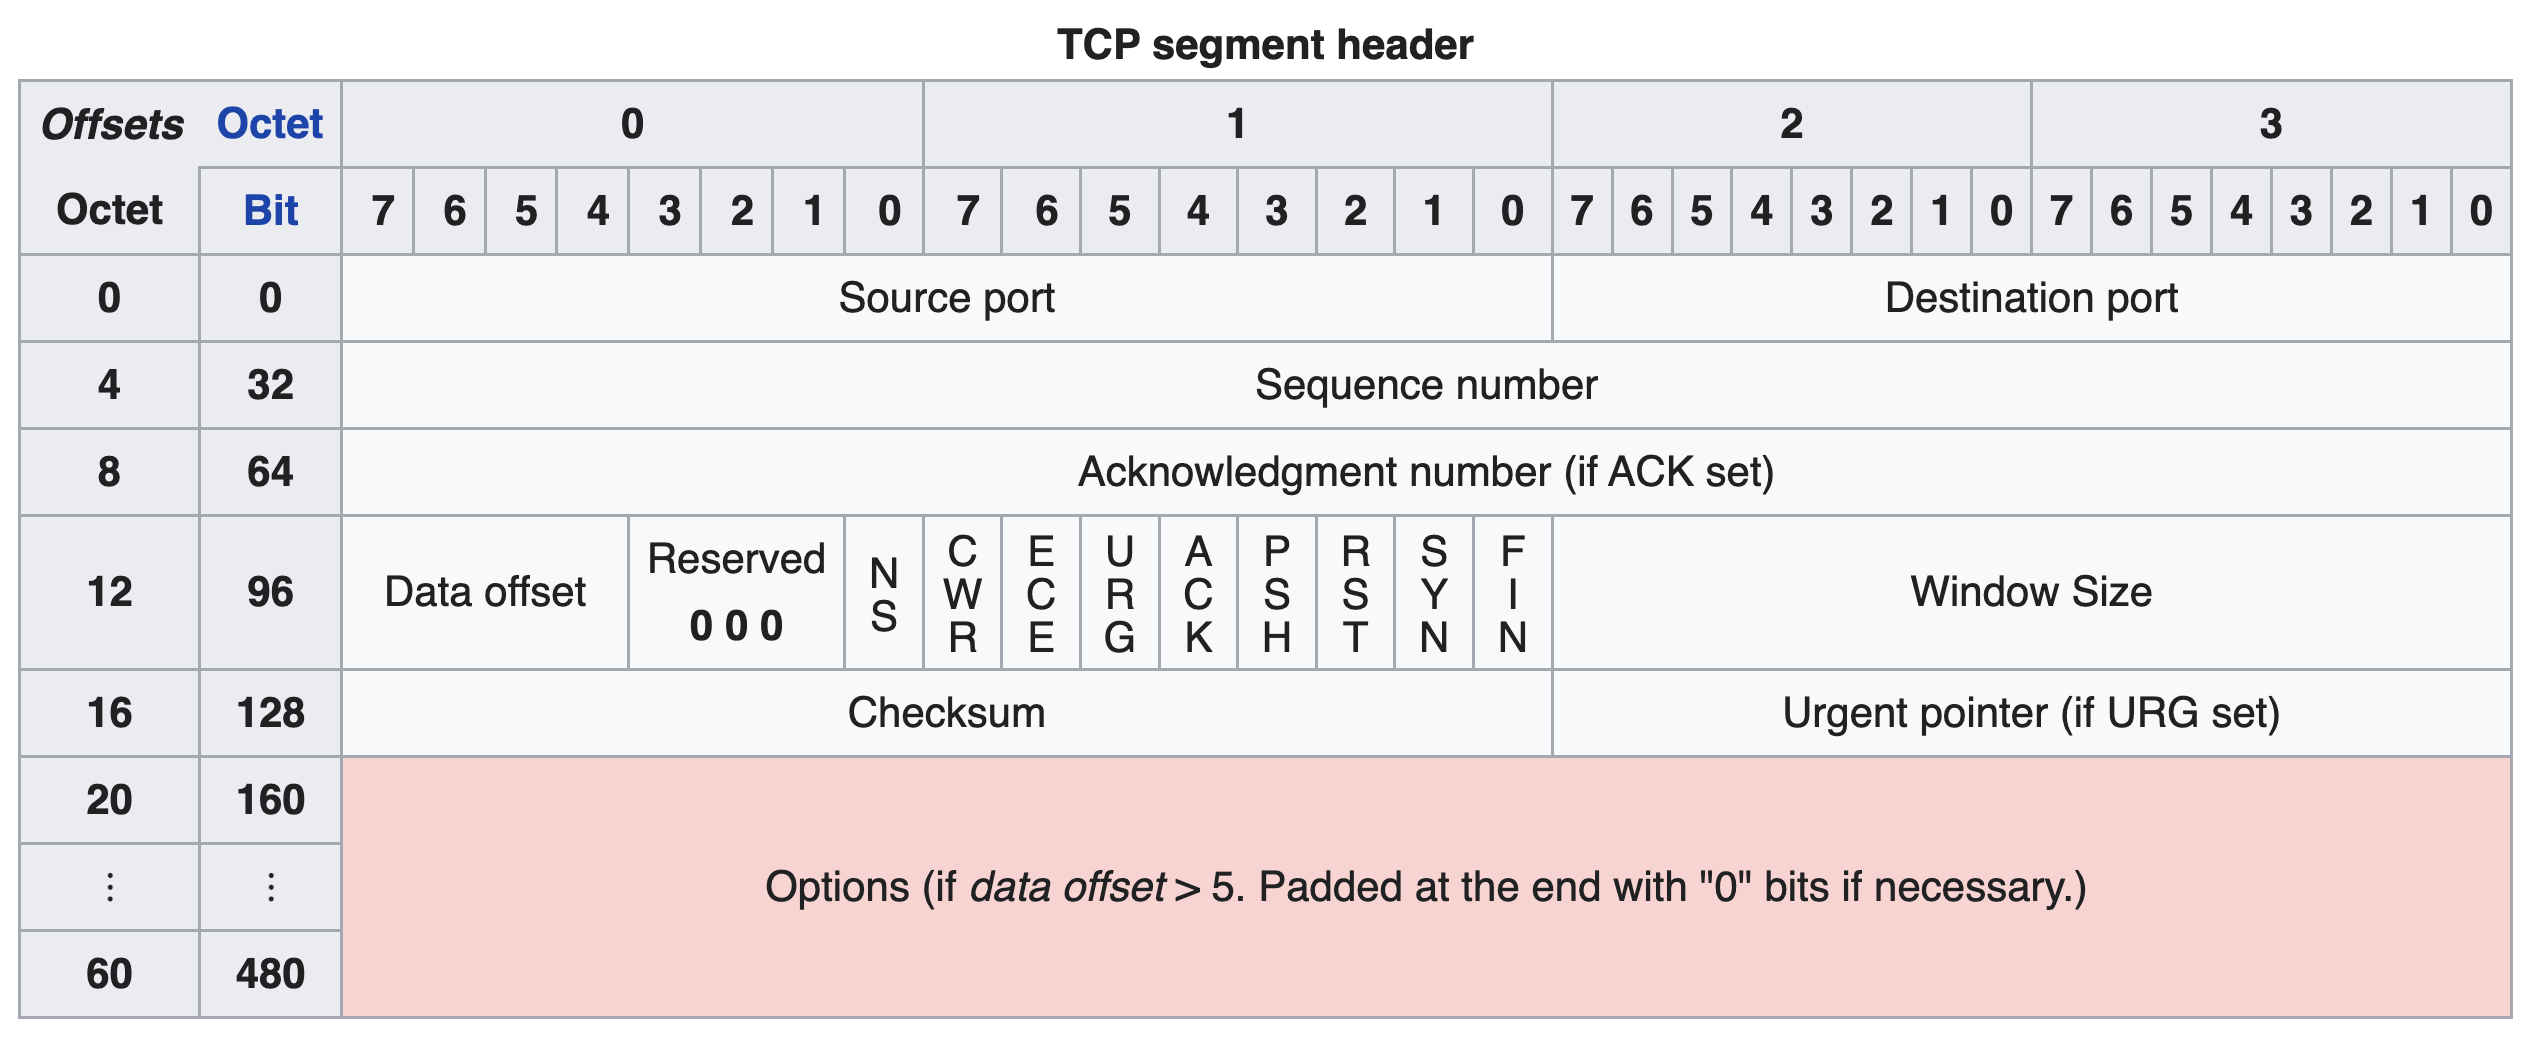 TCP segment header
Offsets Octet 0 1 2 3
Octet Bit 7 6 5 4 3 2 1 0 7 6 5 4 3 2 1 0 7 6 5 4 3 2 1 0 7 6 5 4 3 2 1 0
0 0 Source port Destination port
4 32 Sequence number
8 64 Acknowledgment number (if ACK set)
12 96 Data offset Reserved 0 0 0 NS CWR ECE URG ACK PSH RST SYN FIN Window Size
16 128 Checksum Urgent pointer (if URG set)
20 160
⋮ ⋮ Options (if data offset > 5. Padded at the end with "0" bits if necessary.)
60 480